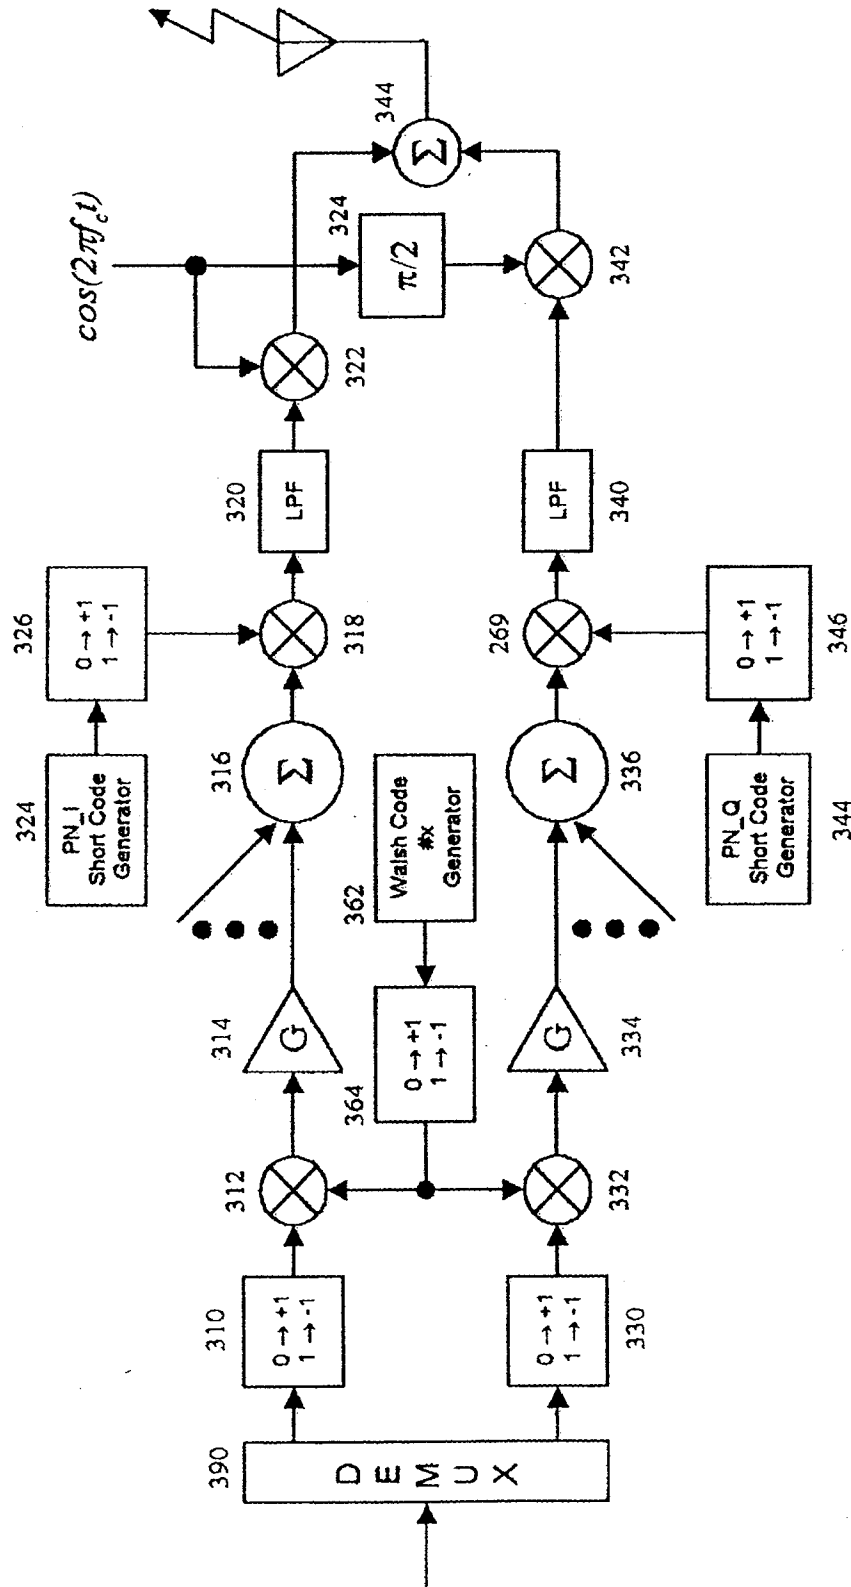 cos(2πf_c t)
324
PN_I
Short Code
Generator
326
0 → +1
1 → -1
390
DEMUX
310
0 → +1
1 → -1
312
314
G
316
Σ
318
320
LPF
322
324
π/2
344
Σ
364
0 → +1
1 → -1
362
Walsh Code
#x
Generator
330
0 → +1
1 → -1
332
334
G
336
Σ
269
340
LPF
342
344
PN_Q
Short Code
Generator
346
0 → +1
1 → -1